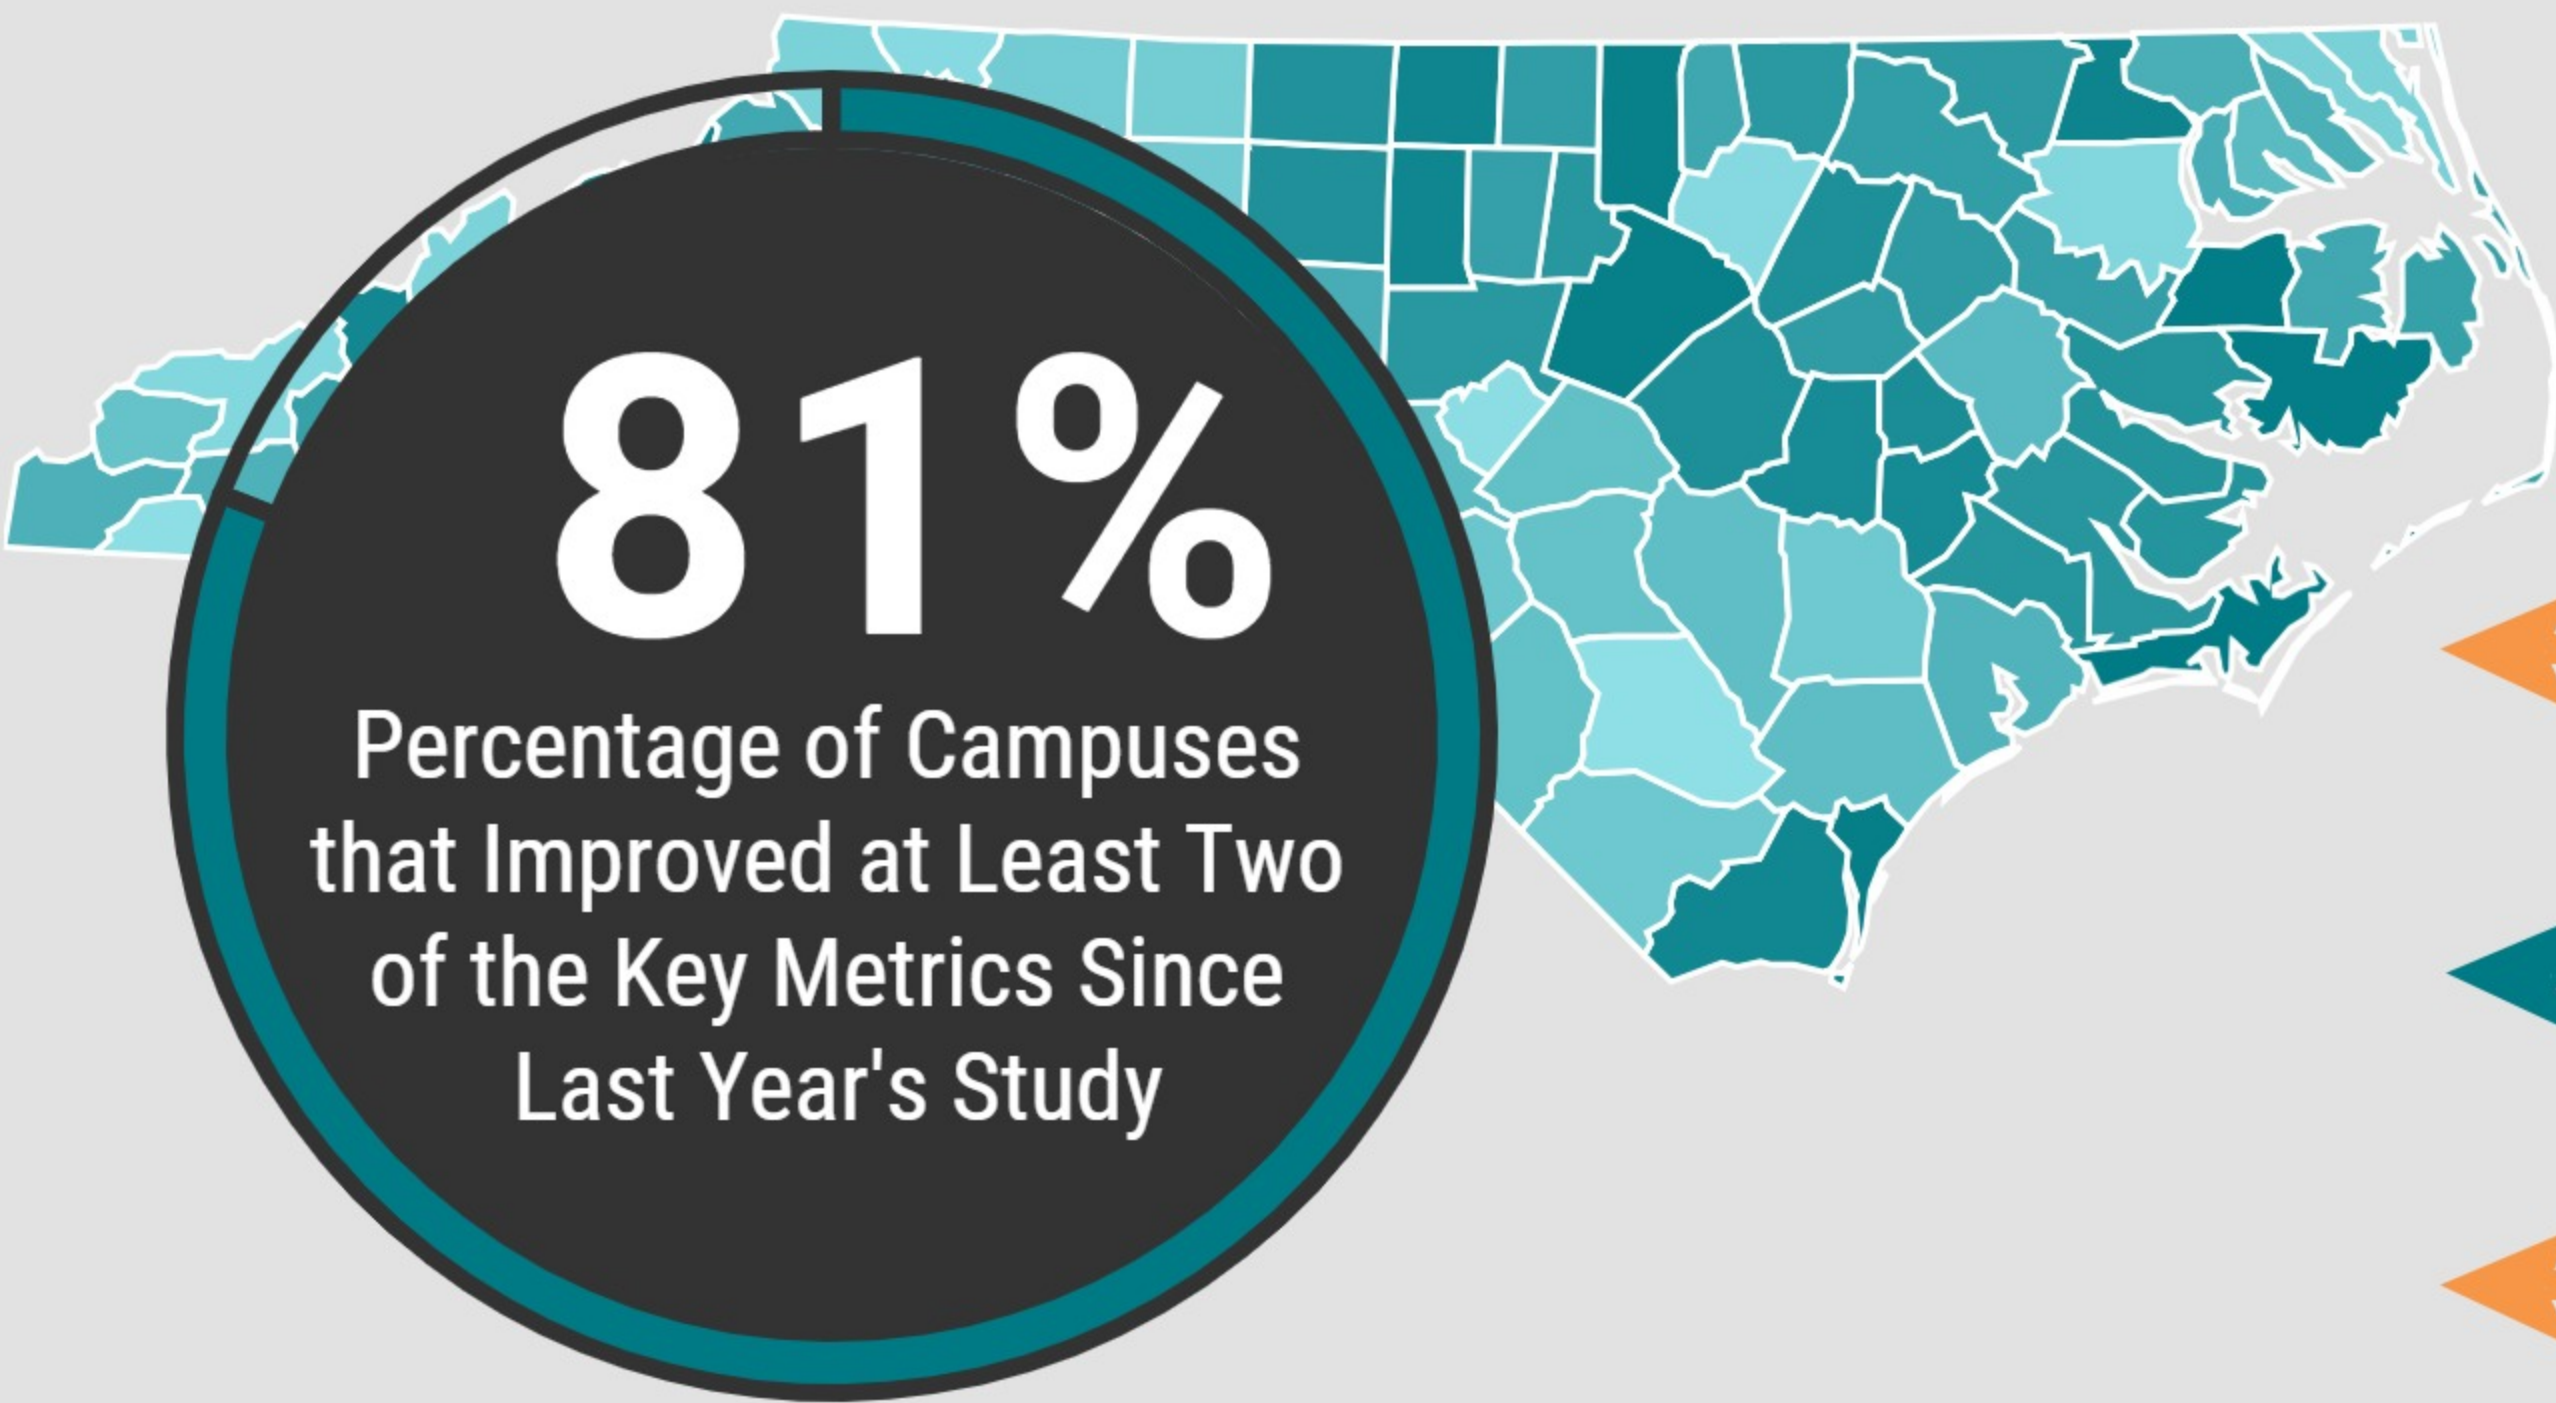 81%
Percentage of Campuses
that Improved at Least Two
of the Key Metrics Since
Last Year's Study